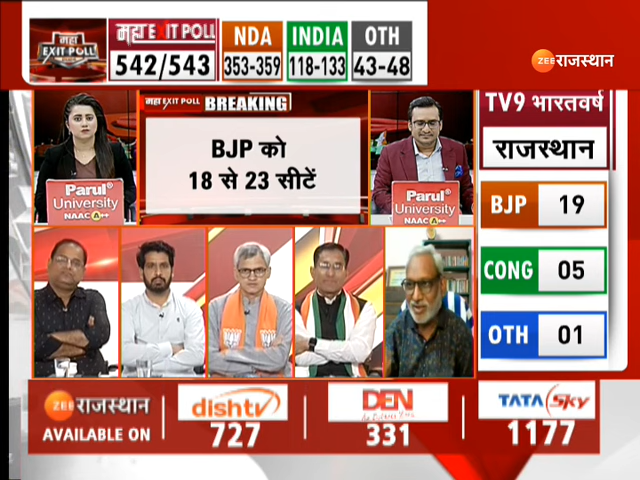 महा
EXIT POLL
महा EXIT POLL
542/543
NDA
353-359
INDIA
118-133
OTH
43-48
ZEE राजस्थान
महा EXIT POLL BREAKING
BJP को
18 से 23 सीटें
Parul®
University
NAAC A++
Parul®
University
NAAC A++
TV9 भारतवर्ष
राजस्थान
BJP 19
CONG 05
OTH 01
ZEE राजस्थान
AVAILABLE ON
dishtv
727
DEN
331
TATA Sky
1177